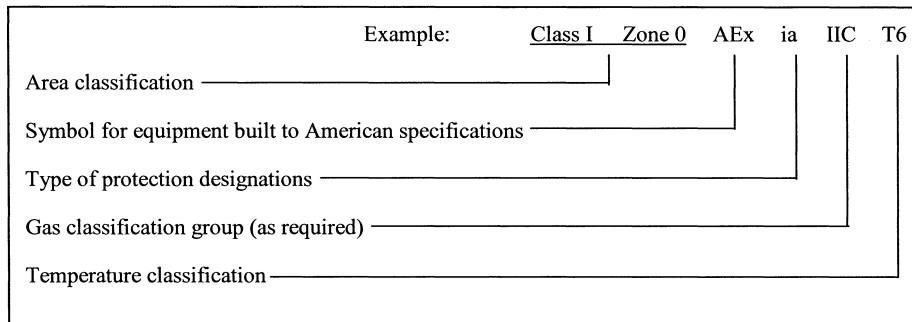 Example: Class I Zone 0 AEx ia IIC T6
Area classification
Symbol for equipment built to American specifications
Type of protection designations
Gas classification group (as required)
Temperature classification